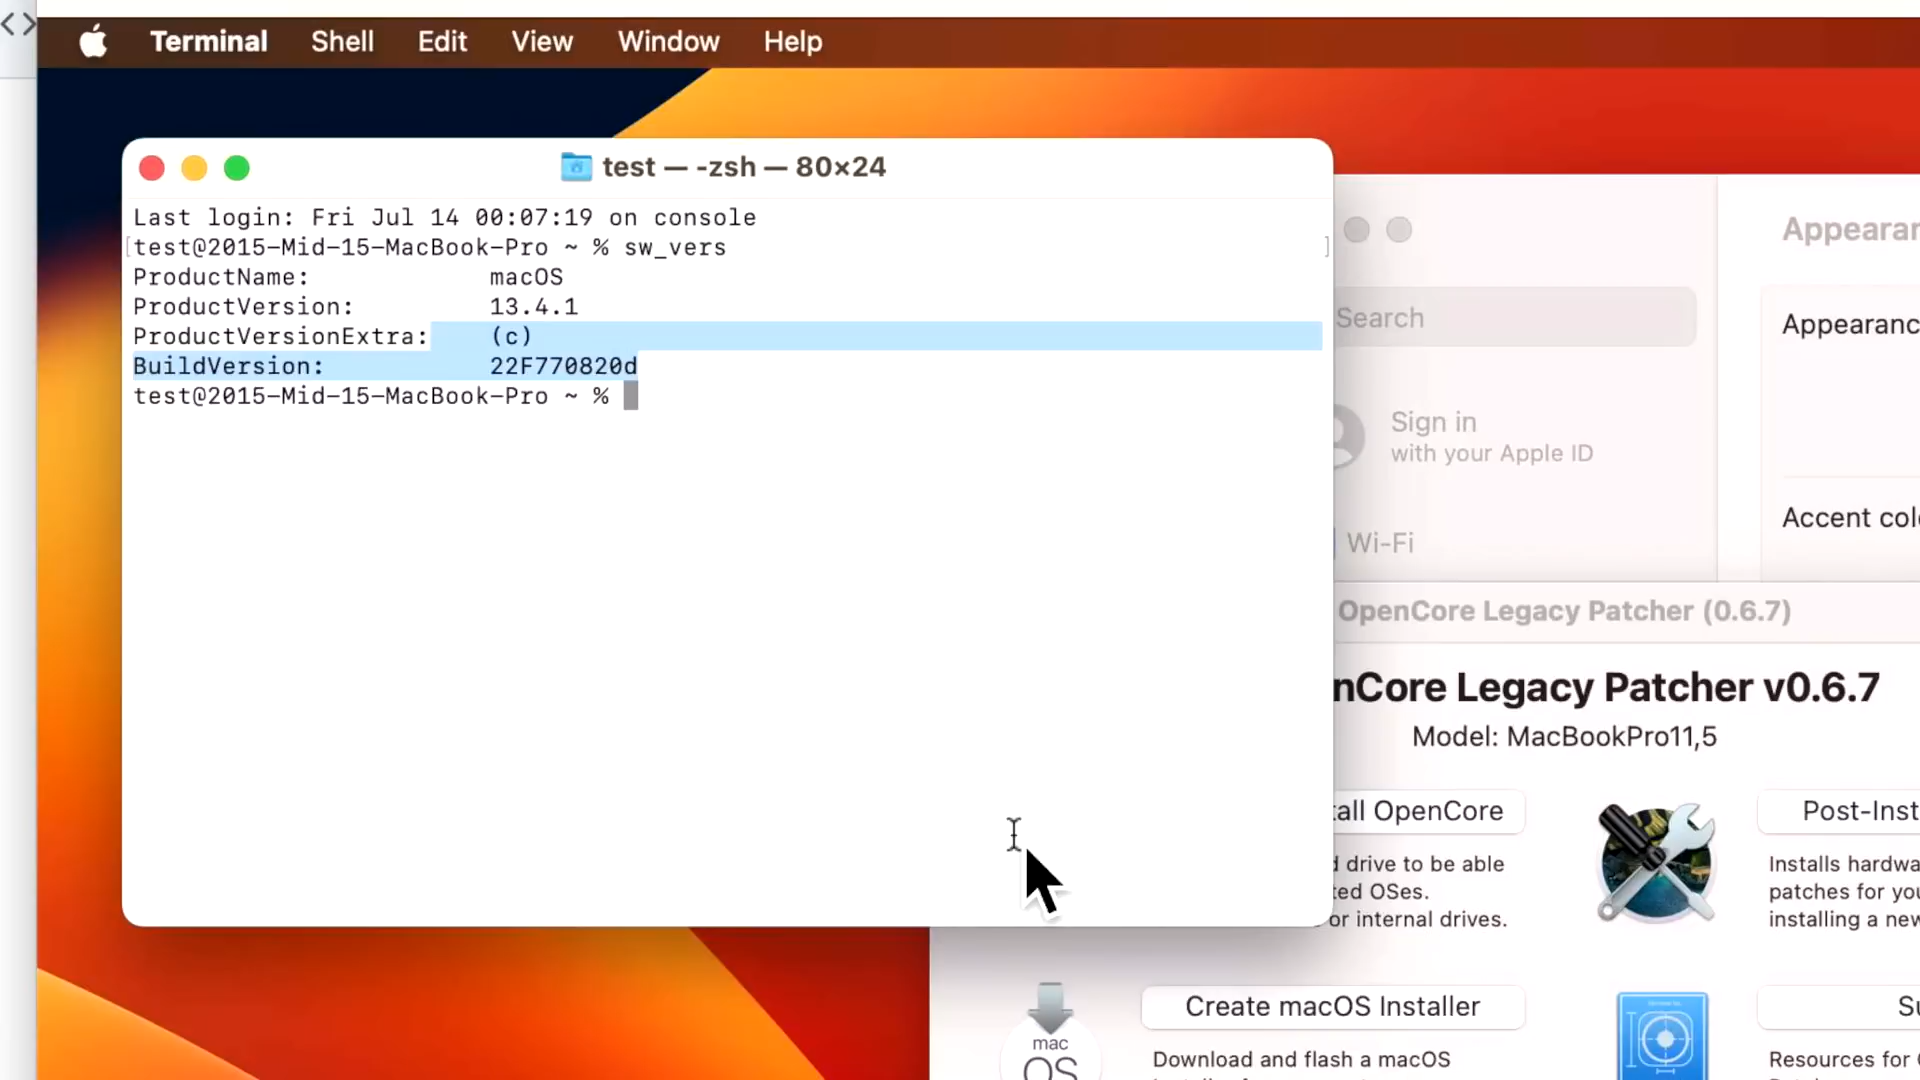 Terminal Shell Edit View Window Help
test — -zsh — 80×24
Last login: Fri Jul 14 00:07:19 on console
[test@2015-Mid-15-MacBook-Pro ~ % sw_vers ]
ProductName: macOS
ProductVersion: 13.4.1
ProductVersionExtra: (c)
BuildVersion: 22F770820d
test@2015-Mid-15-MacBook-Pro ~ %
Search
Sign in
with your Apple ID
Wi-Fi
Appearan
Appearanc
Accent col
OpenCore Legacy Patcher (0.6.7)
nCore Legacy Patcher v0.6.7
Model: MacBookPro11,5
all OpenCore
drive to be able
ted OSes.
or internal drives.
Post-Inst
Installs hardwa
patches for you
installing a new
mac
OS
Create macOS Installer
Download and flash a macOS
Su
Resources for